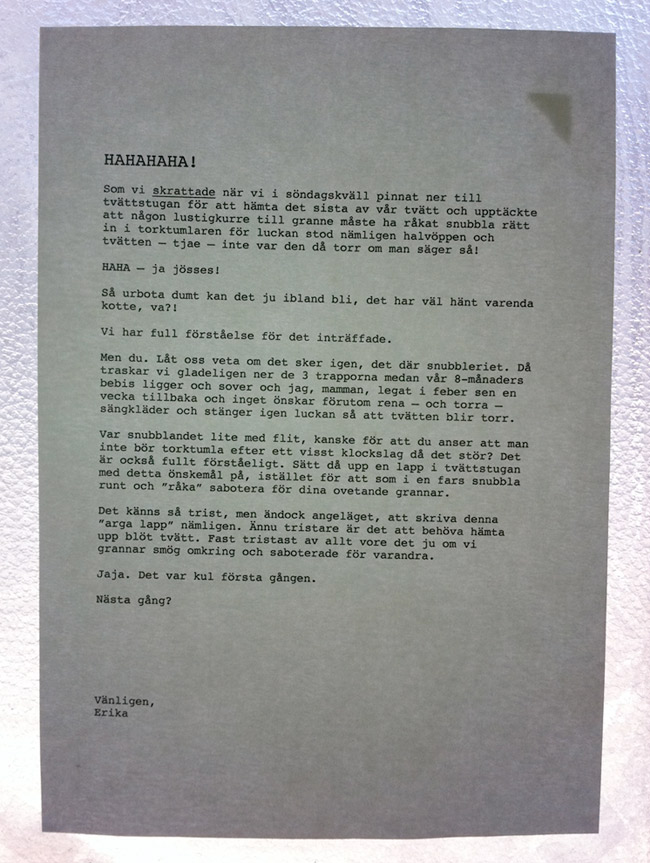 HAHAHAHA!
Som vi skrattade när vi i söndagskväll pinnat ner till
tvättstugan för att hämta det sista av vår tvätt och upptäckte
att någon lustigkurre till granne måste ha råkat snubbla rätt
in i torktumlaren för luckan stod nämligen halvöppen och
tvätten – tjae – inte var den då torr om man säger så!
HAHA – ja jösses!
Så urbota dumt kan det ju ibland bli, det har väl hänt varenda
kotte, va?!
Vi har full förståelse för det inträffade.
Men du. Låt oss veta om det sker igen, det där snubbleriet. Då
traskar vi gladeligen ner de 3 trapporna medan vår 8-månaders
bebis ligger och sover och jag, mamman, legat i feber sen en
vecka tillbaka och inget önskar förutom rena – och torra –
sängkläder och stänger igen luckan så att tvätten blir torr.
Var snubblandet lite med flit, kanske för att du anser att man
inte bör torktumla efter ett visst klockslag då det stör? Det
är också fullt förståeligt. Sätt då upp en lapp i tvättstugan
med detta önskemål på, istället för att som i en fars snubbla
runt och ”råka” sabotera för dina ovetande grannar.
Det känns så trist, men ändock angeläget, att skriva denna
”arga lapp” nämligen. Ännu tristare är det att behöva hämta
upp blöt tvätt. Fast tristast av allt vore det ju om vi
grannar smög omkring och saboterade för varandra.
Jaja. Det var kul första gången.
Nästa gång?
Vänligen,
Erika